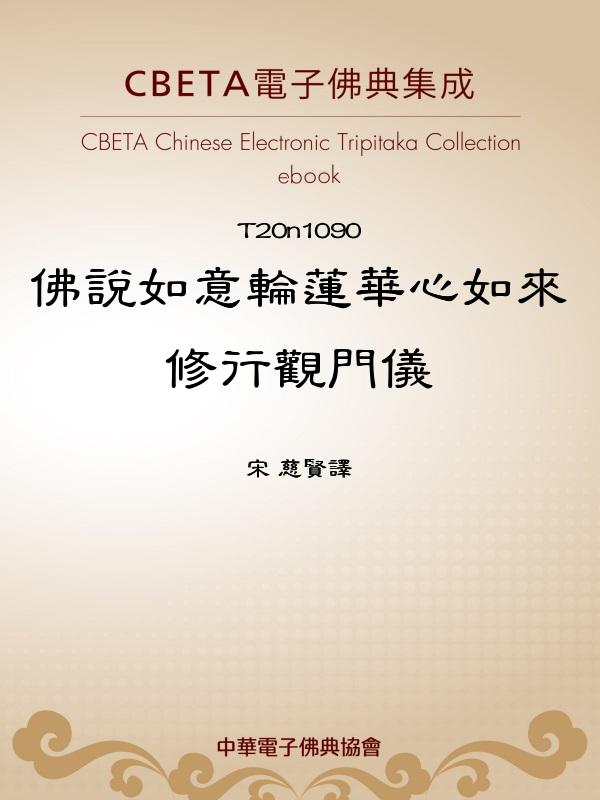 CBETA電子佛典集成
CBETA Chinese Electronic Tripitaka Collection
ebook
T20n1090
佛說如意輪蓮華心如來
修行觀門儀
宋 慈賢譯
中華電子佛典協會